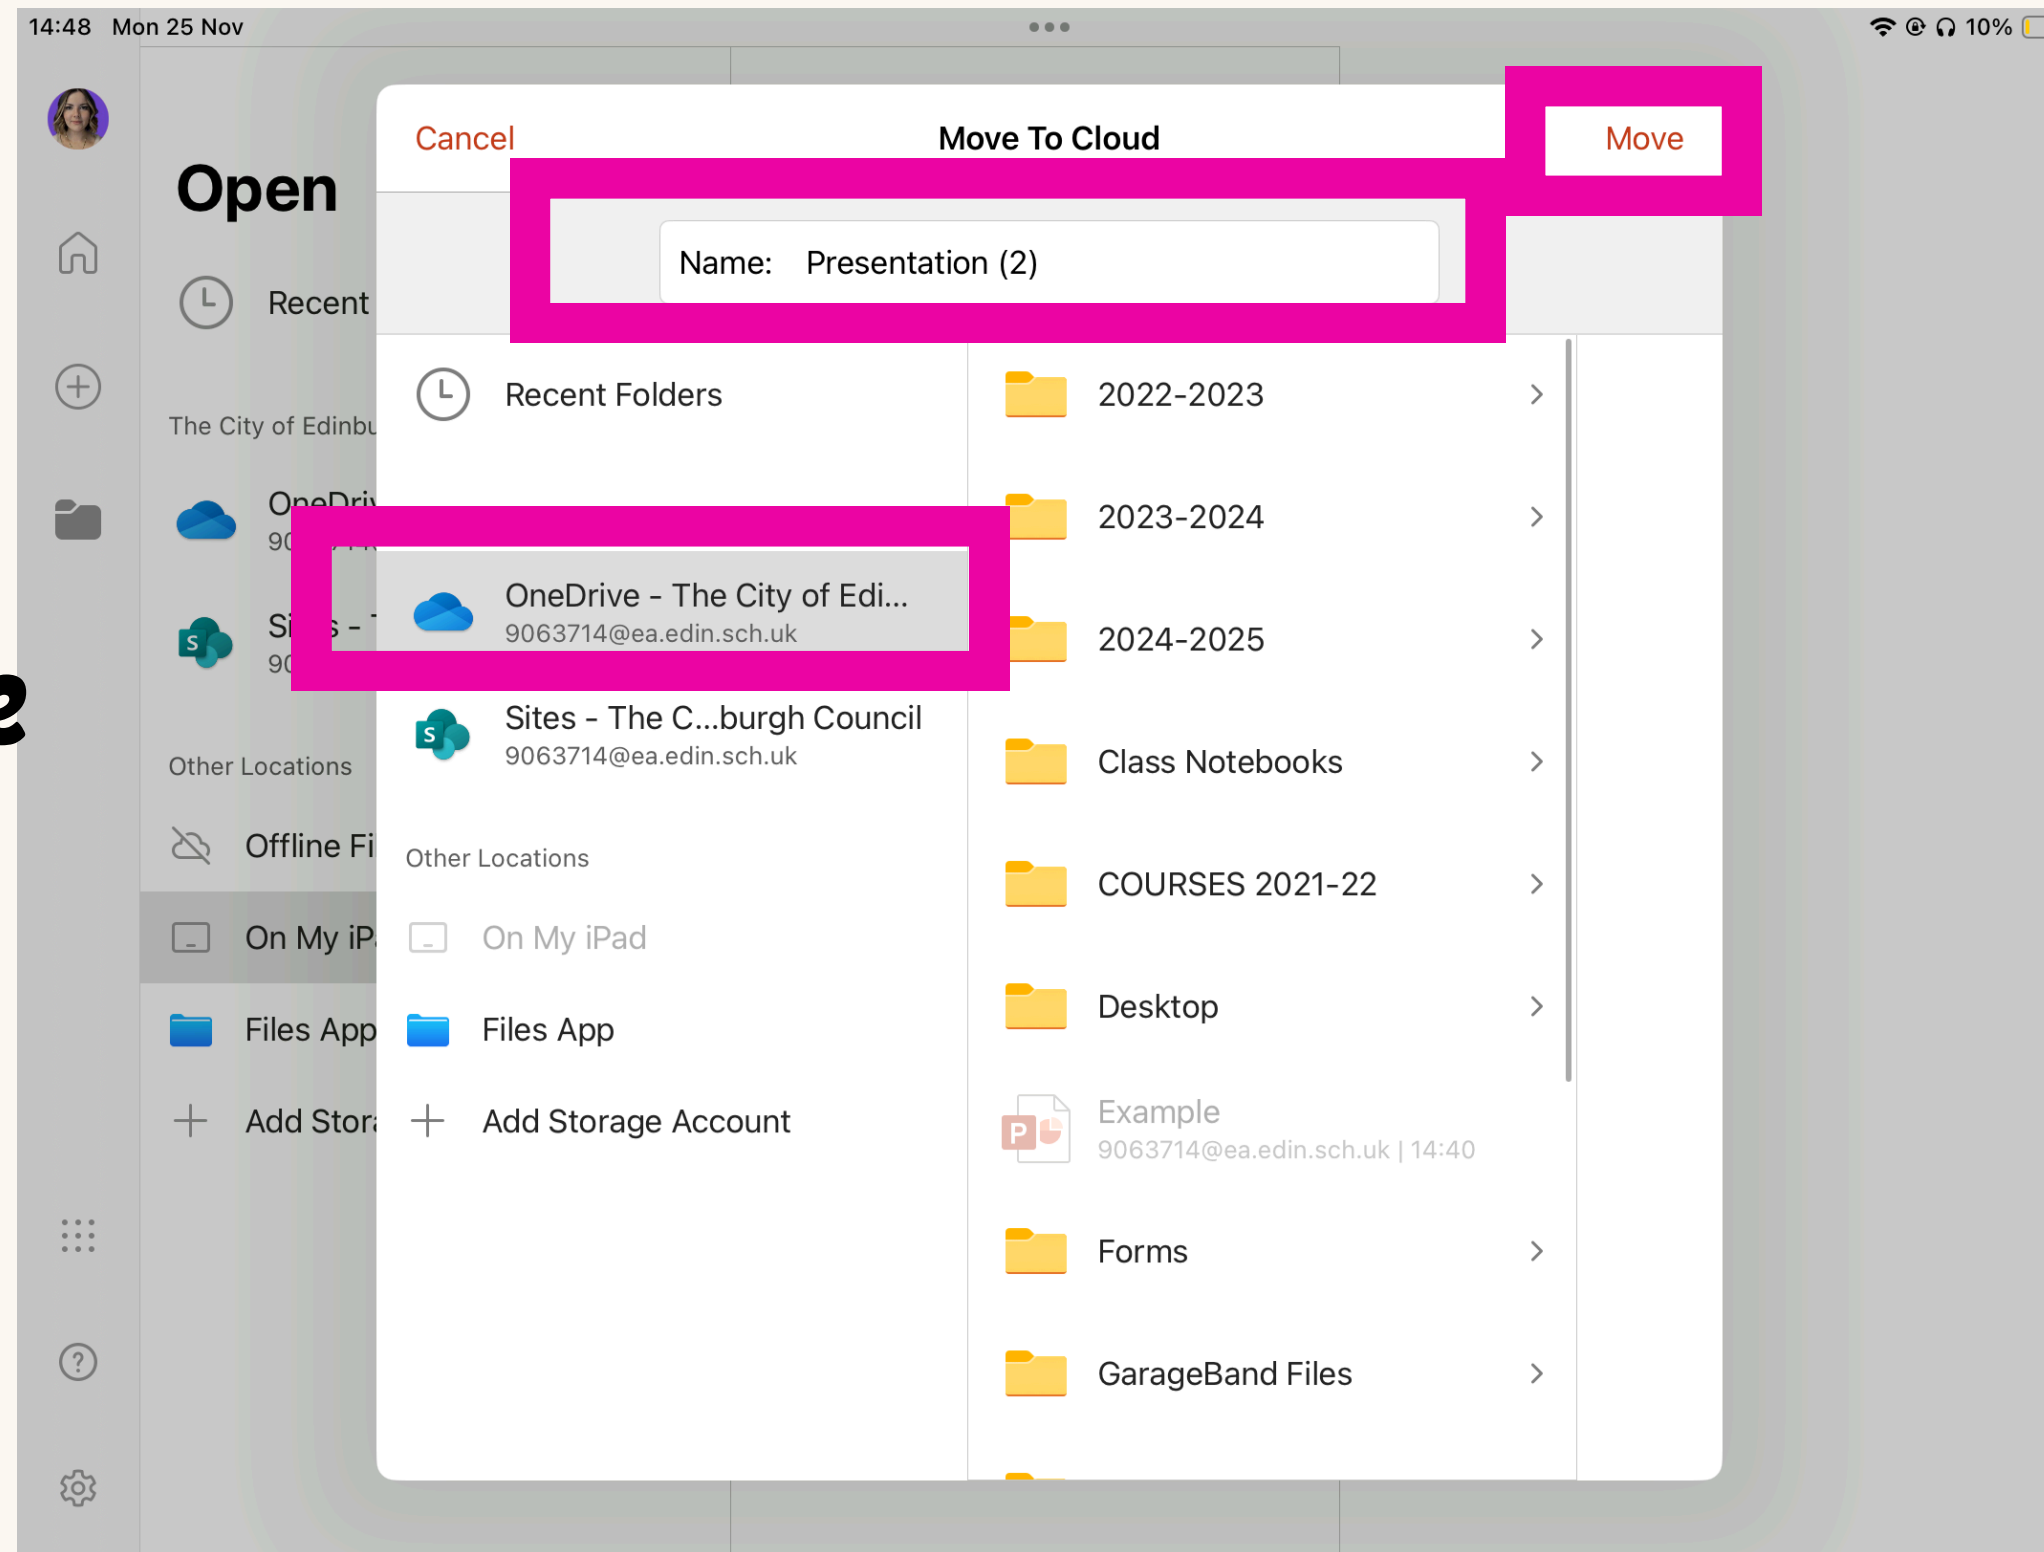 14:48 Mon 25 Nov
10%
Cancel
Move To Cloud
Move
Open
Name: Presentation (2)
Recent
The City of Edinbu
Recent Folders
2022-2023
2023-2024
2024-2025
Class Notebooks
COURSES 2021-22
Desktop
Example
9063714@ea.edin.sch.uk | 14:40
Forms
GarageBand Files
OneDrive - The City of Edi...
9063714@ea.edin.sch.uk
Sites - The C...burgh Council
9063714@ea.edin.sch.uk
Other Locations
On My iPad
Files App
Add Storage Account
Other Locations
Offline Fi
On My iP
Files App
Add Stor
e